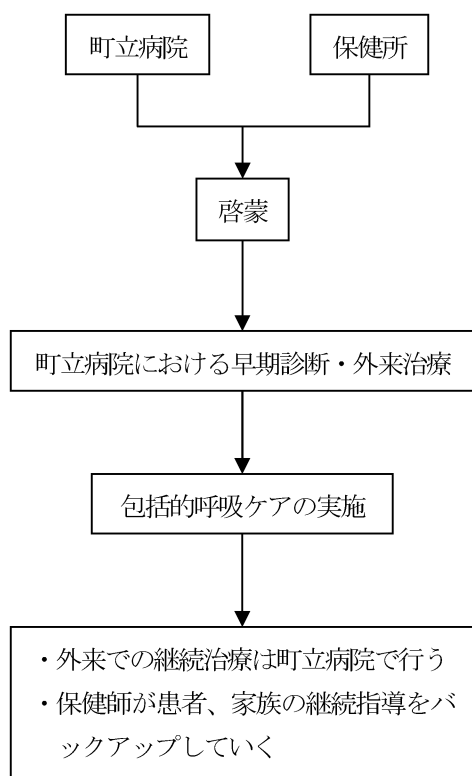 町立病院
保健所
啓蒙
町立病院における早期診断・外来治療
包括的呼吸ケアの実施
・外来での継続治療は町立病院で行う
・保健師が患者、家族の継続指導をバ
ックアップしていく